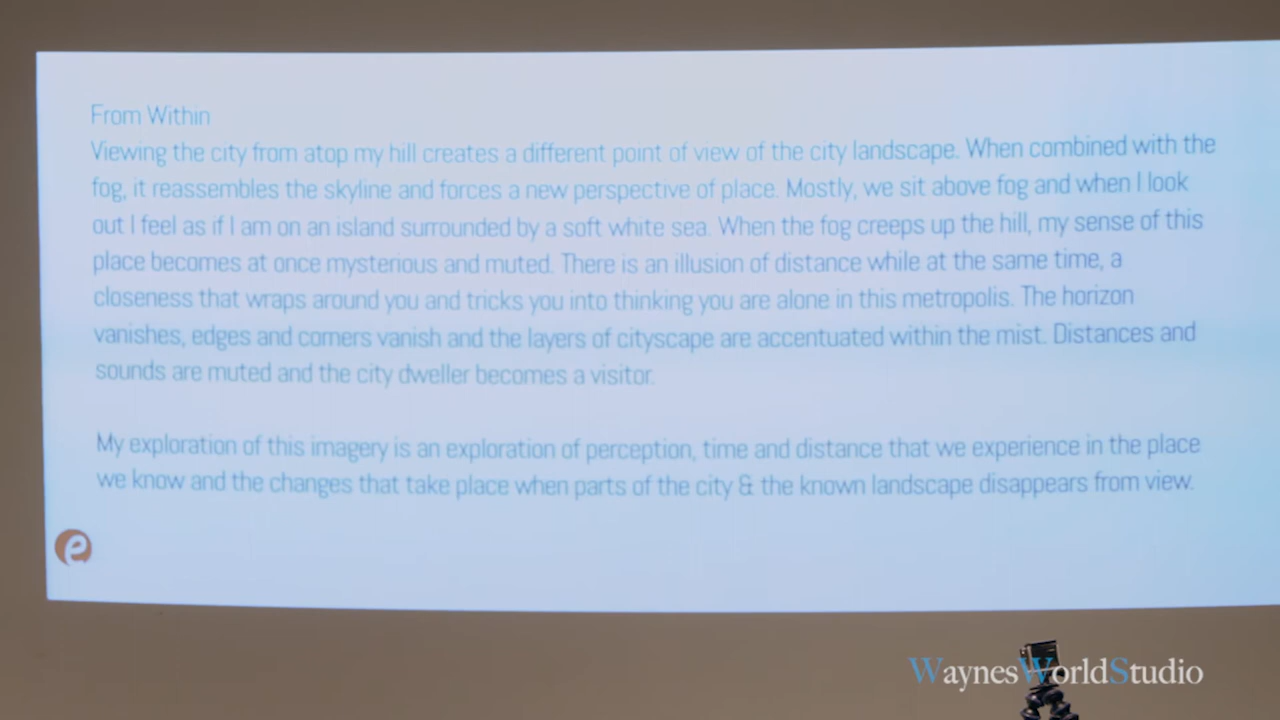 From Within
Viewing the city from atop my hill creates a different point of view of the city landscape. When combined with the
fog, it reassembles the skyline and forces a new perspective of place. Mostly, we sit above fog and when I look
out I feel as if I am on an island surrounded by a soft white sea. When the fog creeps up the hill, my sense of this
place becomes at once mysterious and muted. There is an illusion of distance while at the same time, a
closeness that wraps around you and tricks you into thinking you are alone in this metropolis. The horizon
vanishes, edges and corners vanish and the layers of cityscape are accentuated within the mist. Distances and
sounds are muted and the city dweller becomes a visitor.
My exploration of this imagery is an exploration of perception, time and distance that we experience in the place
we know and the changes that take place when parts of the city & the known landscape disappears from view.
e
WaynesWorldStudio